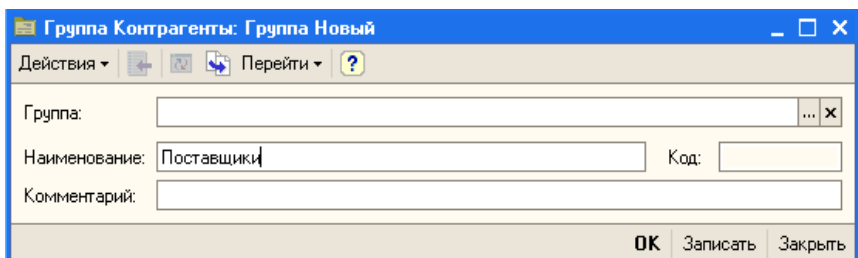 Группа Контрагенты: Группа Новый
Действия Перейти ?
Группа: ... x
Наименование: Поставщики Код:
Комментарий:
OK Записать Закрыть